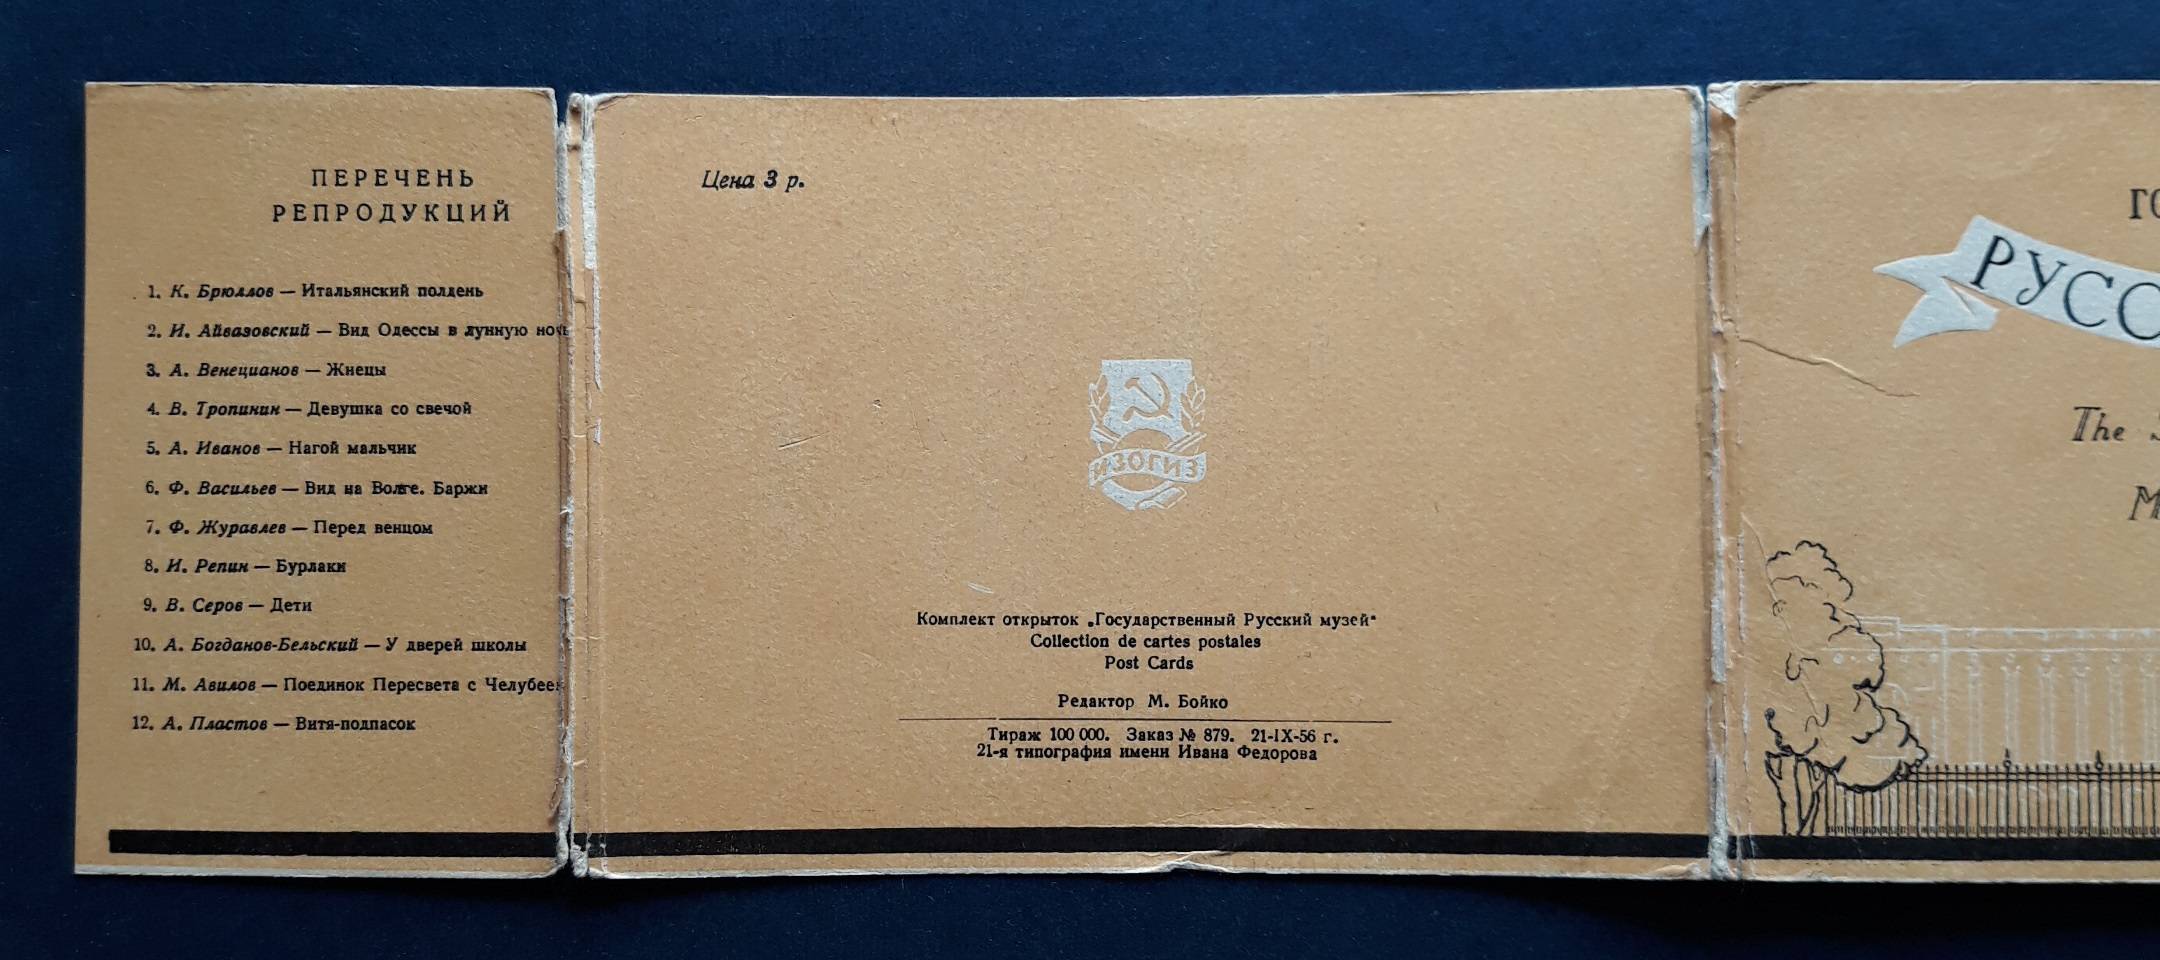 ПЕРЕЧЕНЬ
РЕПРОДУКЦИЙ
1. К. Брюллов — Итальянский полдень
2. И. Айвазовский — Вид Одессы в лунную ночь
3. А. Венецианов — Жнецы
4. В. Тропинин — Девушка со свечой
5. А. Иванов — Нагой мальчик
6. Ф. Васильев — Вид на Волге. Баржи
7. Ф. Журавлев — Перед венцом
8. И. Репин — Бурлаки
9. В. Серов — Дети
10. А. Богданов-Бельский — У дверей школы
11. М. Авилов — Поединок Пересвета с Челубеем
12. А. Пластов — Витя-подпасок
Цена 3 р.
ИЗОГИЗ
Комплект открыток „Государственный Русский музей“
Collection de cartes postales
Post Cards
Редактор М. Бойко
Тираж 100 000. Заказ № 879. 21-IX-56 г.
21-я типография имени Ивана Федорова
ГО
РУССО
The
M